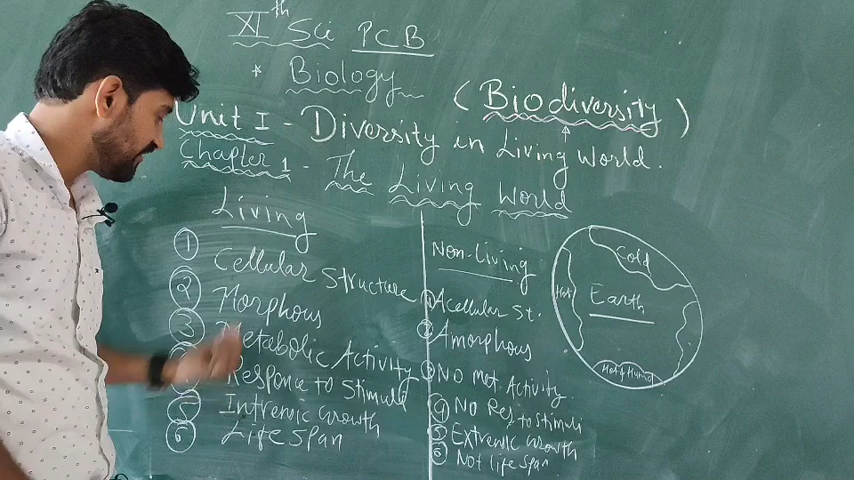 XIth Sci PCB
* Biology
(Biodiversity)
Unit I - Diversity in Living World.
Chapter 1 - The Living World
Living
① Cellular Structure
② Morphous
③ Metabolic Activity
Responce to Stimuli
⑤ Intrensic Growth
⑥ Life Span
Non-Living
① Acellular St.
② Amorphous
③ NO Met. Activity.
④ NO Res to Stimuli
⑤ Extrensic Growth
⑥ Not life span
Cold
Hot
Earth
Hot & Humid